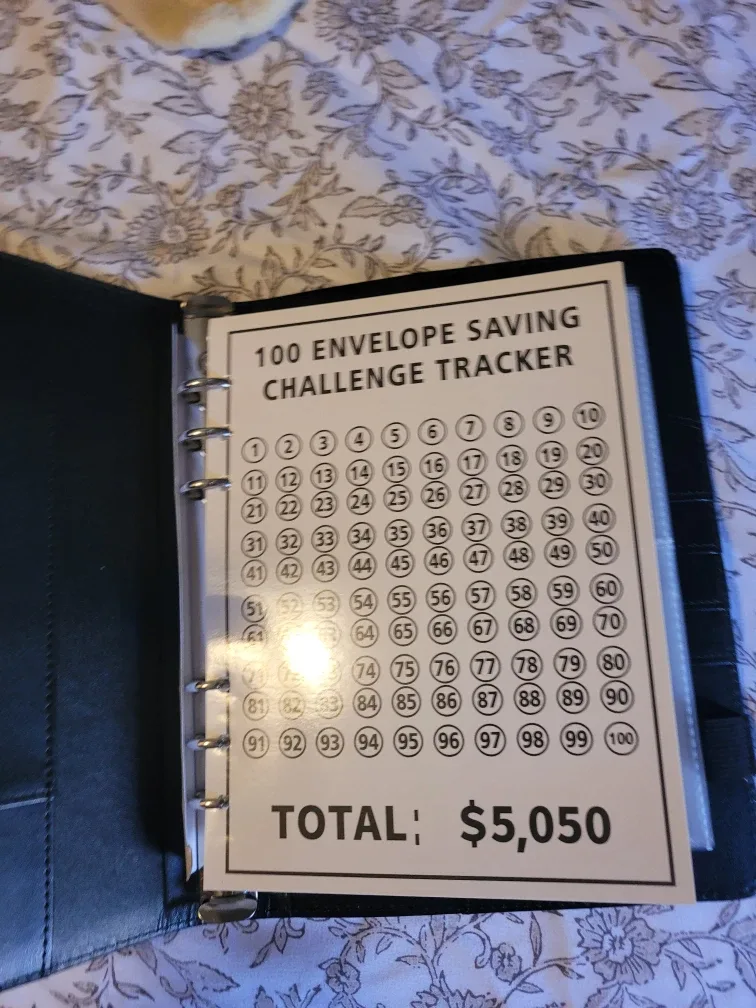 100 ENVELOPE SAVING
CHALLENGE TRACKER
1 2 3 4 5 6 7 8 9 10
11 12 13 14 15 16 17 18 19 20
21 22 23 24 25 26 27 28 29 30
31 32 33 34 35 36 37 38 39 40
41 42 43 44 45 46 47 48 49 50
51 52 53 54 55 56 57 58 59 60
61 64 65 66 67 68 69 70
71 74 75 76 77 78 79 80
81 82 83 84 85 86 87 88 89 90
91 92 93 94 95 96 97 98 99 100
TOTAL: $5,050